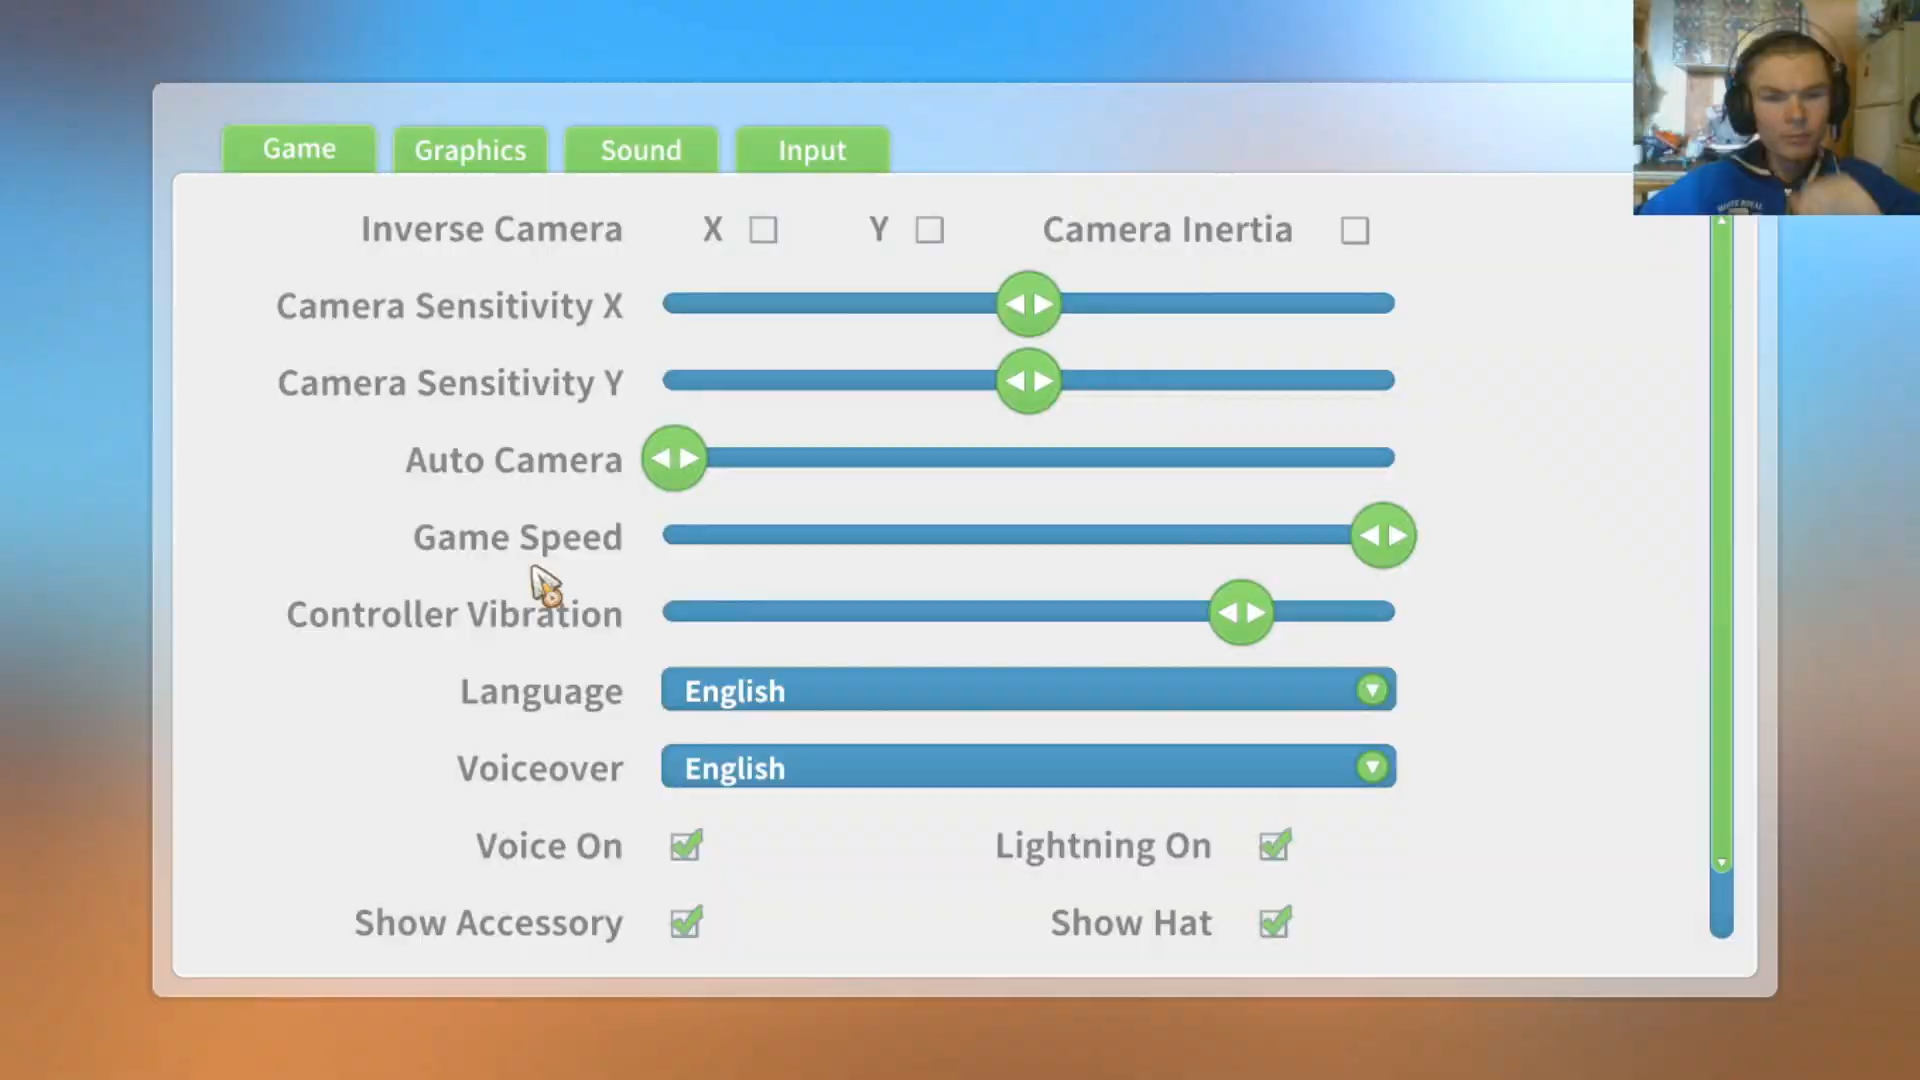 Game Graphics Sound Input
Inverse Camera X Y Camera Inertia
Camera Sensitivity X
Camera Sensitivity Y
Auto Camera
Game Speed
Controller Vibration
Language English
Voiceover English
Voice On Lightning On
Show Accessory Show Hat